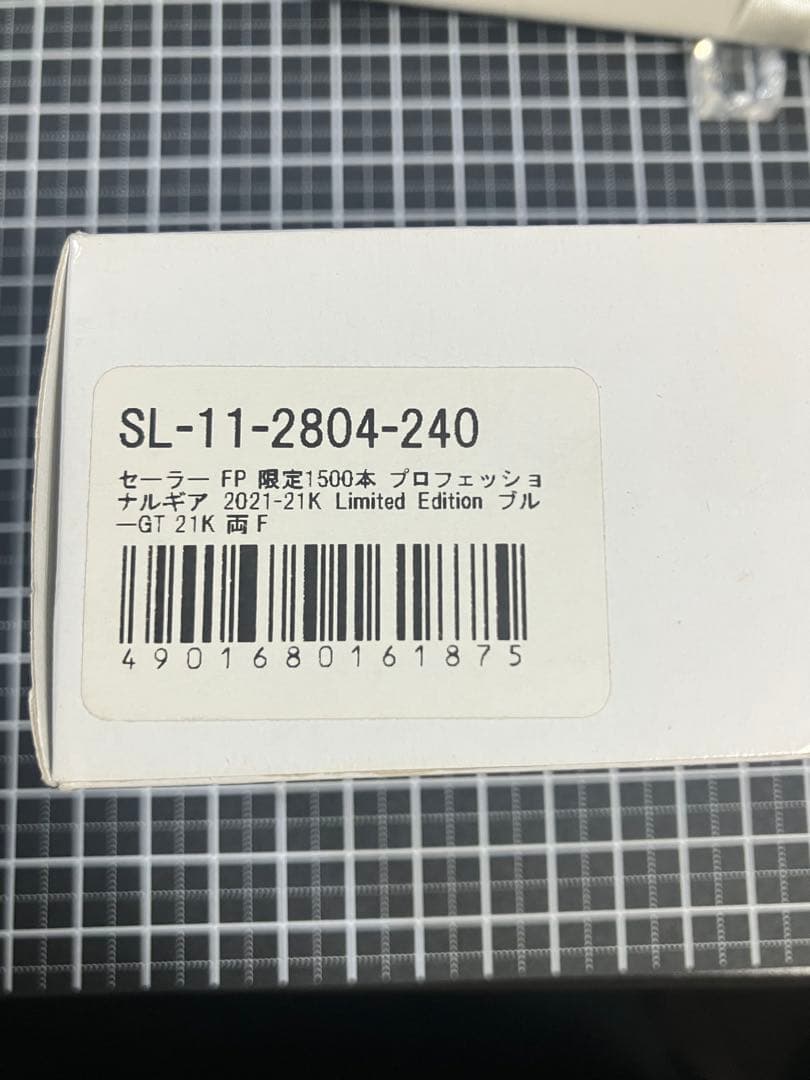 SL-11-2804-240
セーラー FP 限定1500本 プロフェッショ
ナルギア 2021-21K Limited Edition ブル
ーGT 21K 両 F
4901680161875